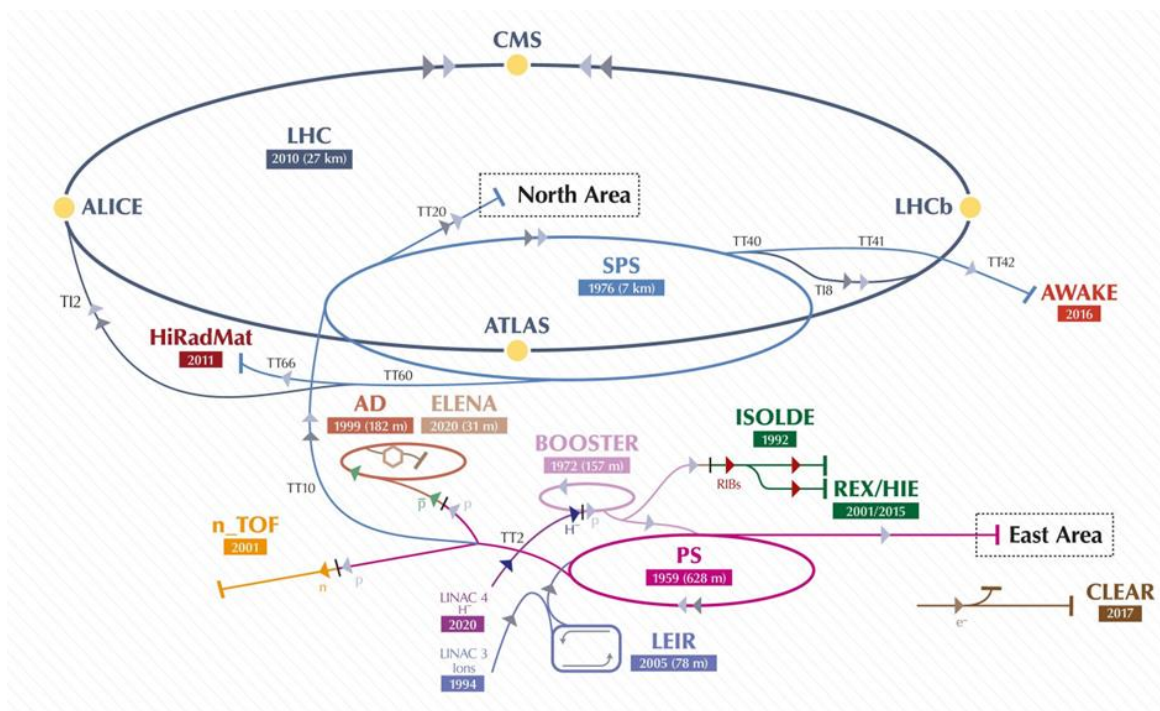 CMS
LHC
2010 (27 km)
ALICE
TT20
North Area
LHCb
TT40
TT41
TT42
SPS
1976 (7 km)
TI8
AWAKE
2016
TI2
ATLAS
HiRadMat
2011
TT66
TT60
AD
1999 (182 m)
ELENA
2020 (31 m)
ISOLDE
1992
BOOSTER
1972 (157 m)
RIBs
REX/HIE
2001/2015
TT10
p̅
p
p
H⁻
TT2
n_TOF
2001
East Area
PS
1959 (628 m)
n
p
LINAC 4
H⁻
2020
CLEAR
2017
e⁻
LINAC 3
Ions
1994
LEIR
2005 (78 m)